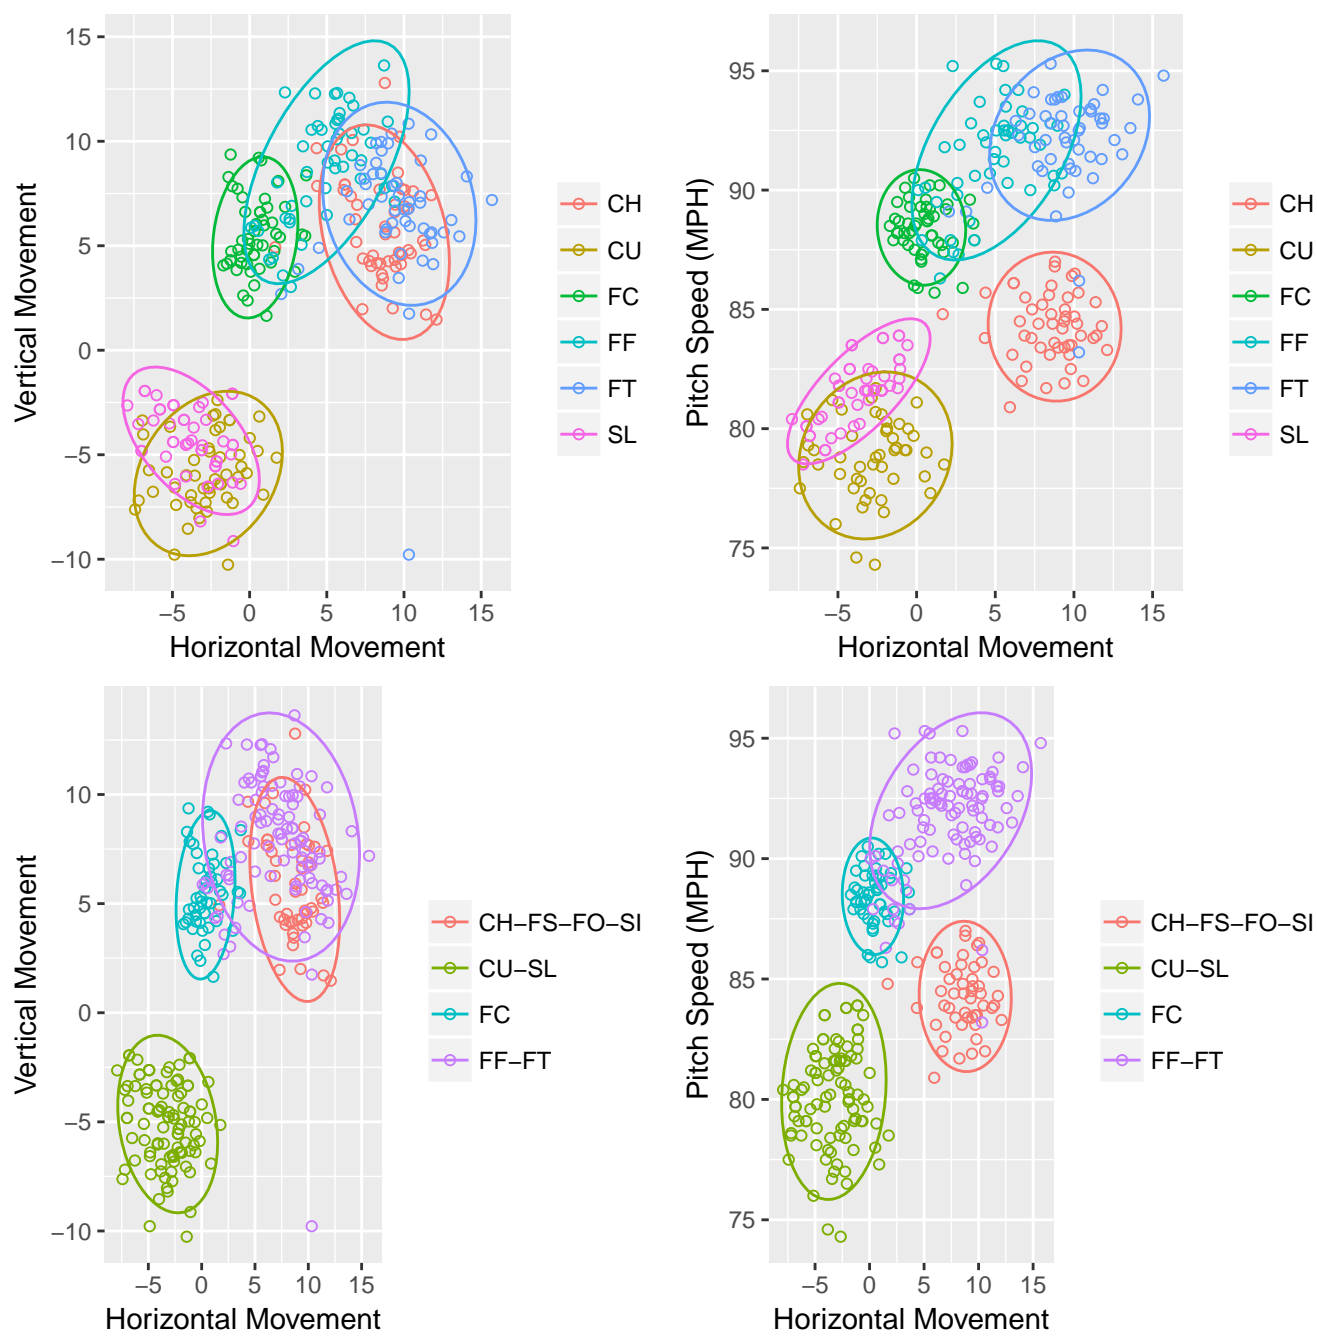 15
10
5
0
−5
−10
Vertical Movement
−5 0 5 10 15
Horizontal Movement
CH
CU
FC
FF
FT
SL
95
90
85
80
75
Pitch Speed (MPH)
−5 0 5 10 15
Horizontal Movement
CH
CU
FC
FF
FT
SL
10
5
0
−5
−10
Vertical Movement
−5 0 5 10 15
Horizontal Movement
CH−FS−FO−SI
CU−SL
FC
FF−FT
95
90
85
80
75
Pitch Speed (MPH)
−5 0 5 10 15
Horizontal Movement
CH−FS−FO−SI
CU−SL
FC
FF−FT